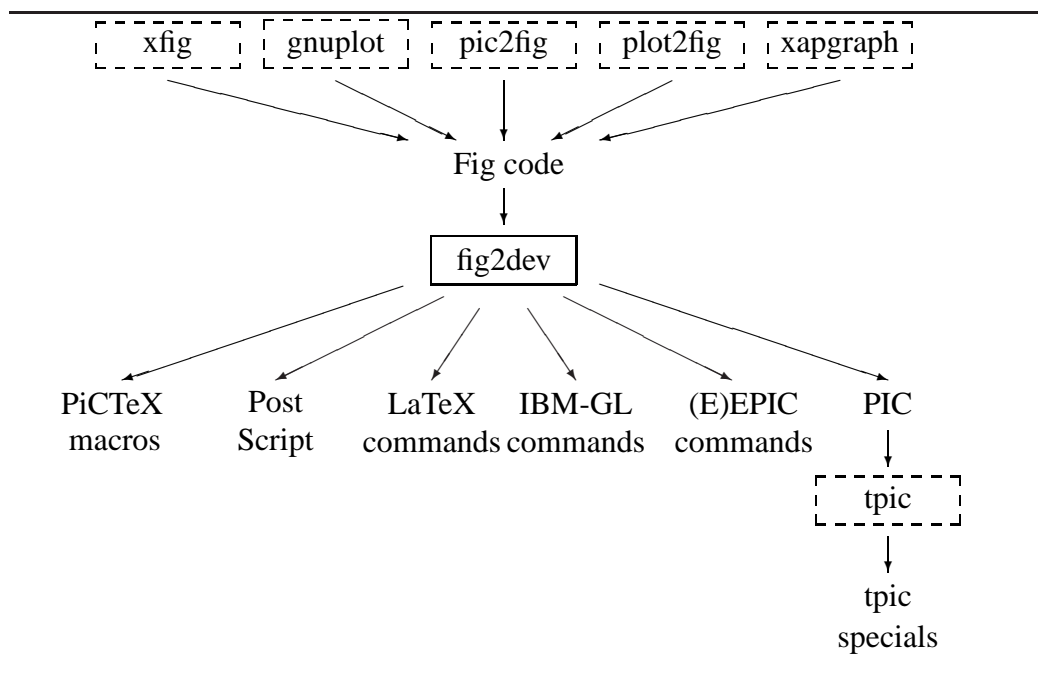 xfig gnuplot pic2fig plot2fig xapgraph
Fig code
fig2dev
PiCTeX Post LaTeX IBM-GL (E)EPIC PIC
macros Script commands commands commands
tpic
tpic
specials